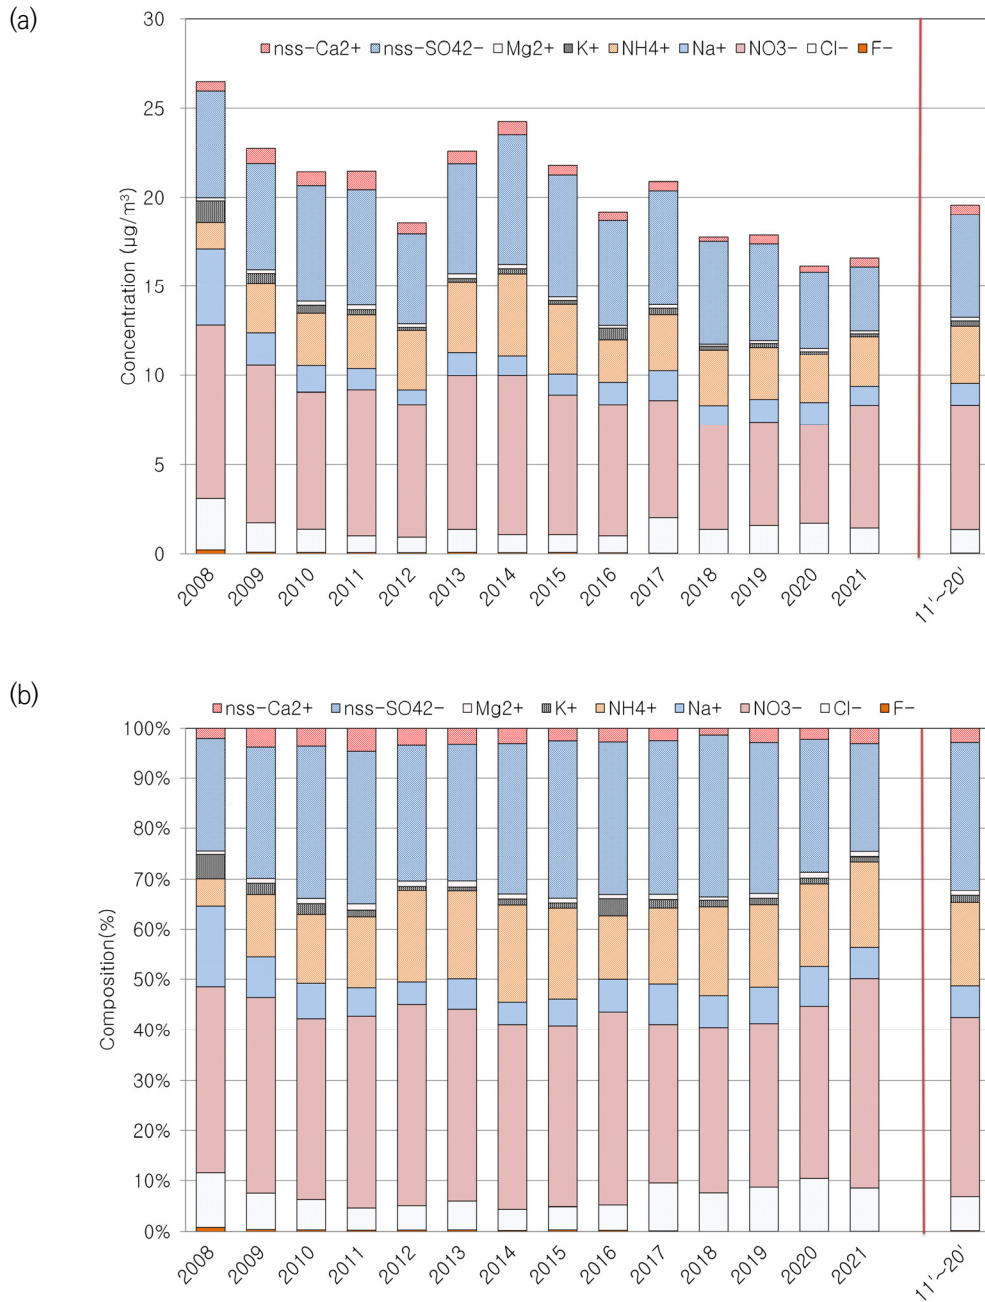 (a)
30
nss-Ca2+ nss-SO42- Mg2+ K+ NH4+ Na+ NO3- Cl- F-
25
20
15
10
5
0
Concentration (μg/m³)
2008 2009 2010 2011 2012 2013 2014 2015 2016 2017 2018 2019 2020 2021 11'~20'
(b)
nss-Ca2+ nss-SO42- Mg2+ K+ NH4+ Na+ NO3- Cl- F-
100%
90%
80%
70%
60%
50%
40%
30%
20%
10%
0%
Composition(%)
2008 2009 2010 2011 2012 2013 2014 2015 2016 2017 2018 2019 2020 2021 11'~20'